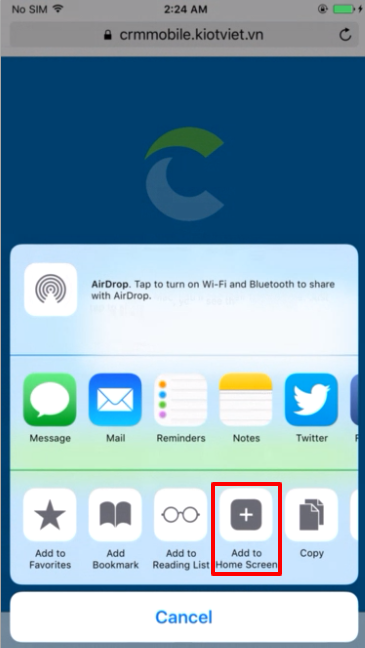 No SIM 2:24 AM
crmmobile.kiotviet.vn
AirDrop. Tap to turn on Wi-Fi and Bluetooth to share
with AirDrop.
Message Mail Reminders Notes Twitter
Add to Favorites
Add Bookmark
Add to Reading List
Add to Home Screen
Copy
Cancel